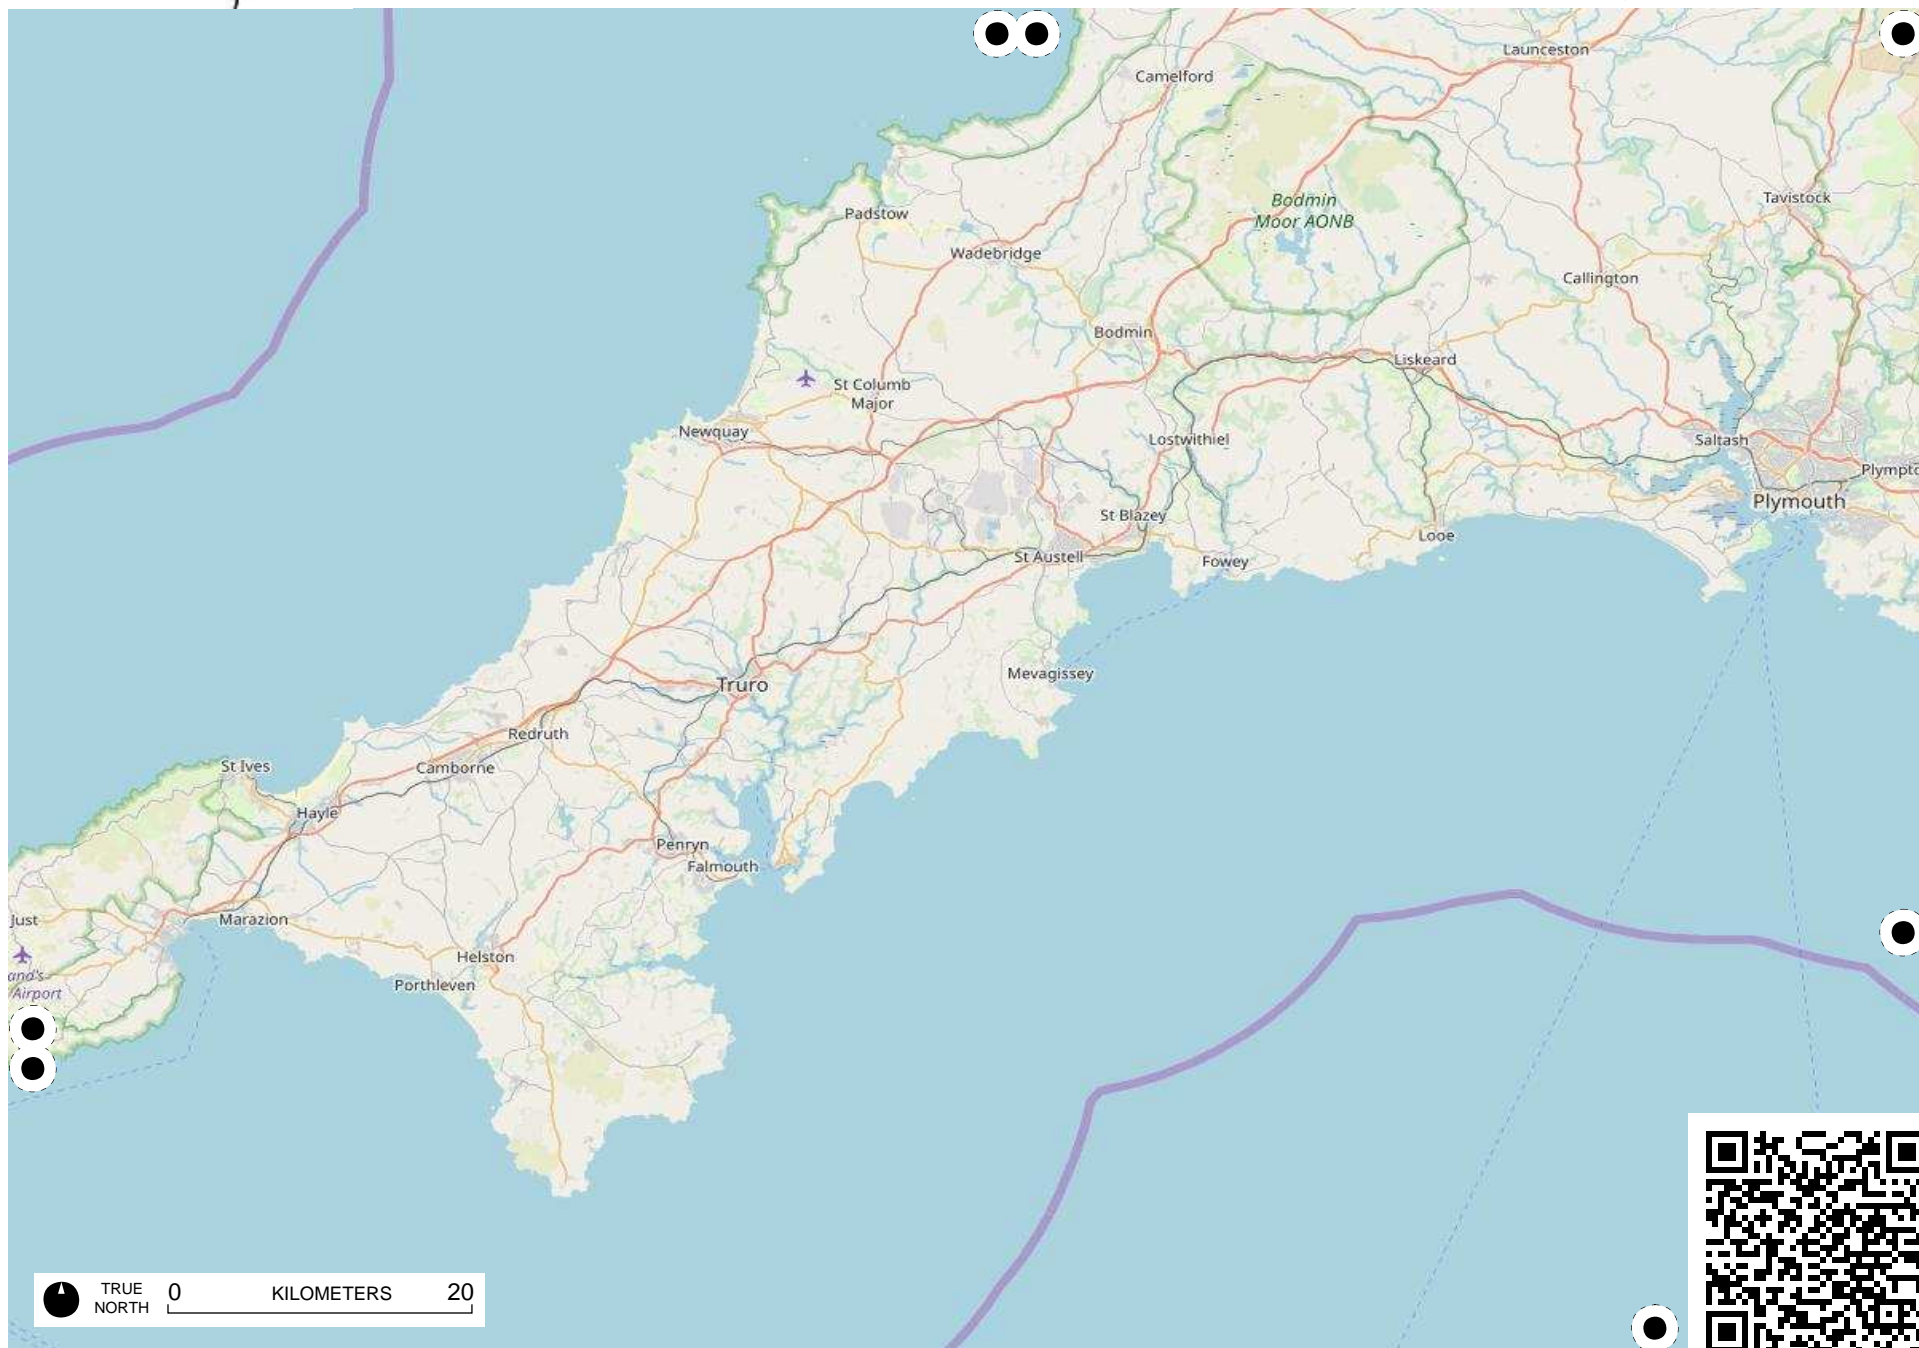 Launceston
Camelford
Bodmin
Moor AONB
Tavistock
Padstow
Wadebridge
Callington
Bodmin
Liskeard
St Columb
Major
Newquay
Lostwithiel
Saltash
Plympto
Plymouth
St Blazey
Looe
St Austell
Fowey
Mevagissey
Truro
Redruth
St Ives
Camborne
Hayle
Penryn
Falmouth
Just
Marazion
Helston
and's
Airport
Porthleven
TRUE
NORTH
0 KILOMETERS 20